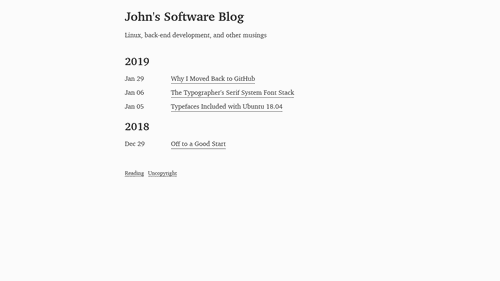 John's Software Blog
Linux, back-end development, and other musings
2019
Jan 29 Why I Moved Back to GitHub
Jan 06 The Typographer's Serif System Font Stack
Jan 05 Typefaces Included with Ubuntu 18.04
2018
Dec 29 Off to a Good Start
Reading Uncopyright